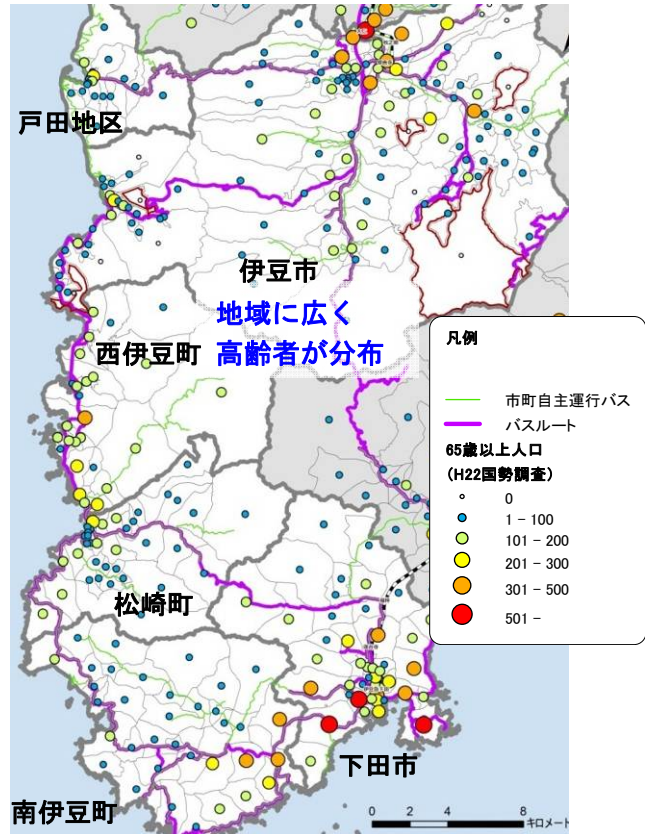 戸田地区
伊豆市
地域に広く
高齢者が分布
西伊豆町
松崎町
下田市
南伊豆町
凡例
市町自主運行バス
バスルート
65歳以上人口
(H22国勢調査)
0
1 - 100
101 - 200
201 - 300
301 - 500
501 -
0 2 4 8
キロメート